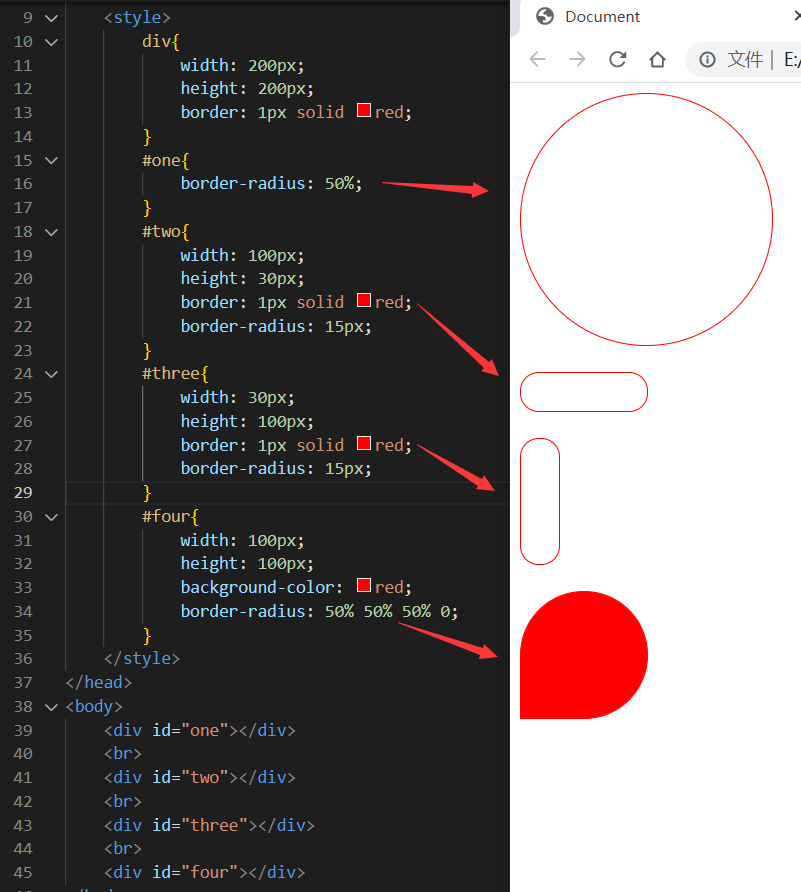 9 <style>
10 div{
11 width: 200px;
12 height: 200px;
13 border: 1px solid red;
14 }
15 #one{
16 border-radius: 50%;
17 }
18 #two{
19 width: 100px;
20 height: 30px;
21 border: 1px solid red;
22 border-radius: 15px;
23 }
24 #three{
25 width: 30px;
26 height: 100px;
27 border: 1px solid red;
28 border-radius: 15px;
29 }
30 #four{
31 width: 100px;
32 height: 100px;
33 background-color: red;
34 border-radius: 50% 50% 50% 0;
35 }
36 </style>
37 </head>
38 <body>
39 <div id="one"></div>
40 <br>
41 <div id="two"></div>
42 <br>
43 <div id="three"></div>
44 <br>
45 <div id="four"></div>
Document
文件 | E:/